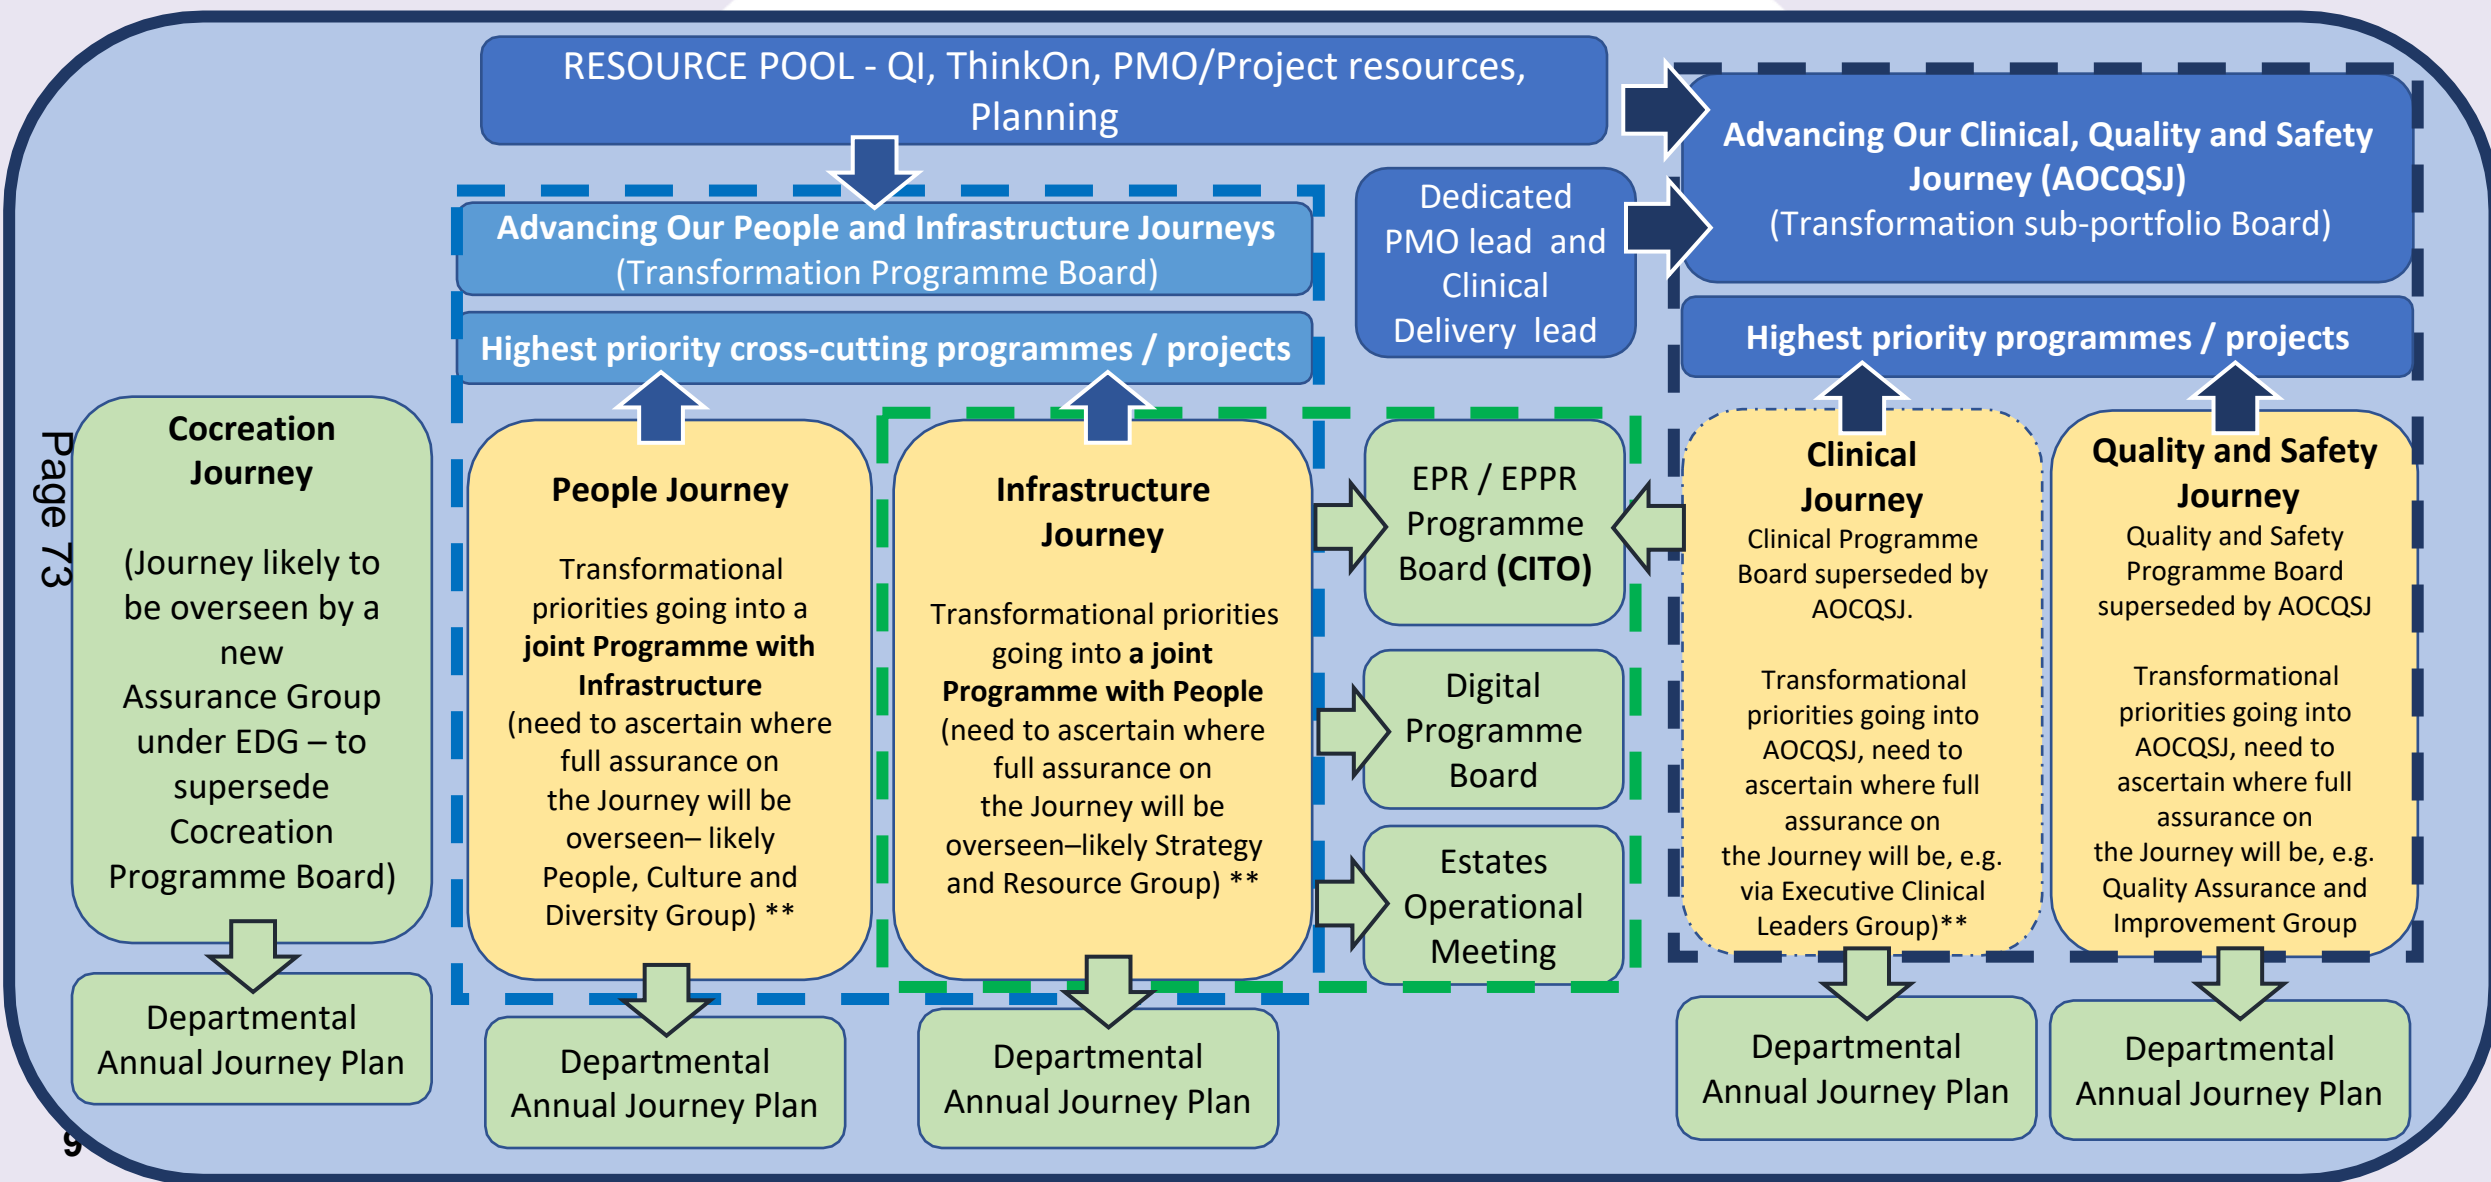 RESOURCE POOL - QI, ThinkOn, PMO/Project resources,
Planning
Advancing Our People and Infrastructure Journeys
(Transformation Programme Board)
Highest priority cross-cutting programmes / projects
Dedicated
PMO lead and
Clinical
Delivery lead
Advancing Our Clinical, Quality and Safety
Journey (AOCQSJ)
(Transformation sub-portfolio Board)
Highest priority programmes / projects
Page 73
Cocreation
Journey
(Journey likely to
be overseen by a
new
Assurance Group
under EDG – to
supersede
Cocreation
Programme Board)
Departmental
Annual Journey Plan
People Journey
Transformational
priorities going into a
joint Programme with
Infrastructure
(need to ascertain where
full assurance on
the Journey will be
overseen– likely
People, Culture and
Diversity Group) **
Departmental
Annual Journey Plan
Infrastructure
Journey
Transformational priorities
going into a joint
Programme with People
(need to ascertain where
full assurance on
the Journey will be
overseen–likely Strategy
and Resource Group) **
Departmental
Annual Journey Plan
EPR / EPPR
Programme
Board (CITO)
Digital
Programme
Board
Estates
Operational
Meeting
Clinical
Journey
Clinical Programme
Board superseded by
AOCQSJ.
Transformational
priorities going into
AOCQSJ, need to
ascertain where full
assurance on
the Journey will be, e.g.
via Executive Clinical
Leaders Group)**
Departmental
Annual Journey Plan
Quality and Safety
Journey
Quality and Safety
Programme Board
superseded by AOCQSJ
Transformational
priorities going into
AOCQSJ, need to
ascertain where full
assurance on
the Journey will be, e.g.
Quality Assurance and
Improvement Group
Departmental
Annual Journey Plan
9